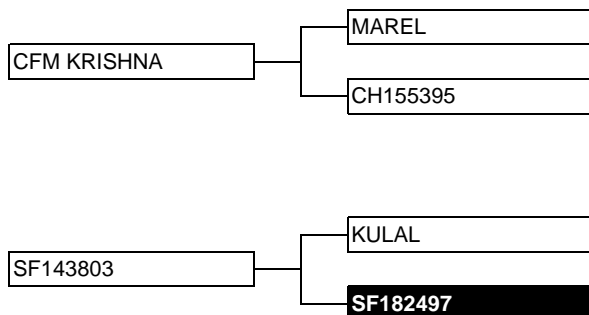 MAREL
CFM KRISHNA
CH155395
KULAL
SF143803
SF182497